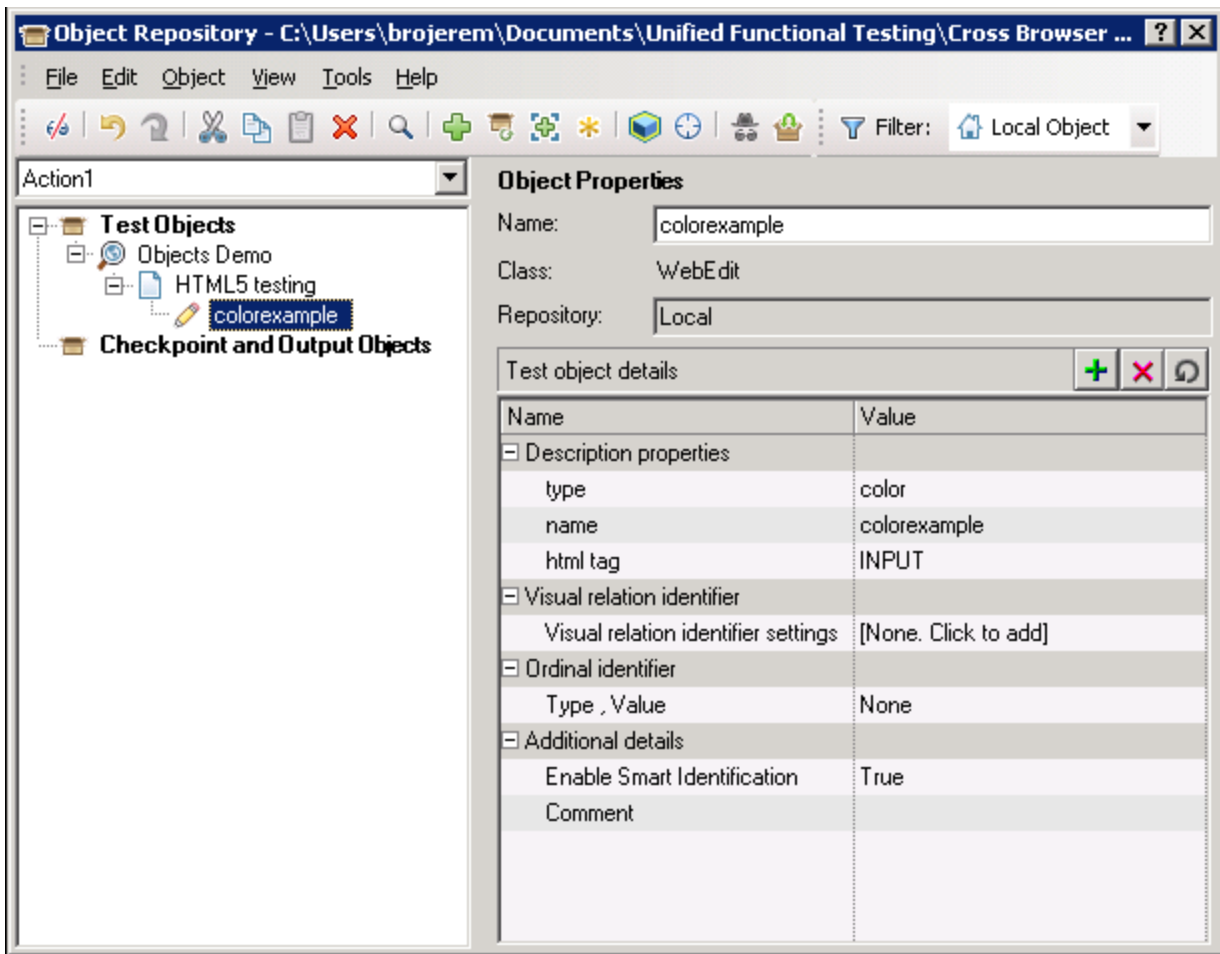 Object Repository - C:\Users\brojerem\Documents\Unified Functional Testing\Cross Browser ...
File Edit Object View Tools Help
Filter: Local Object
Action1
Test Objects
Objects Demo
HTML5 testing
colorexample
Checkpoint and Output Objects
Object Properties
Name: colorexample
Class: WebEdit
Repository: Local
Test object details
Name Value
Description properties
type color
name colorexample
html tag INPUT
Visual relation identifier
Visual relation identifier settings [None. Click to add]
Ordinal identifier
Type , Value None
Additional details
Enable Smart Identification True
Comment